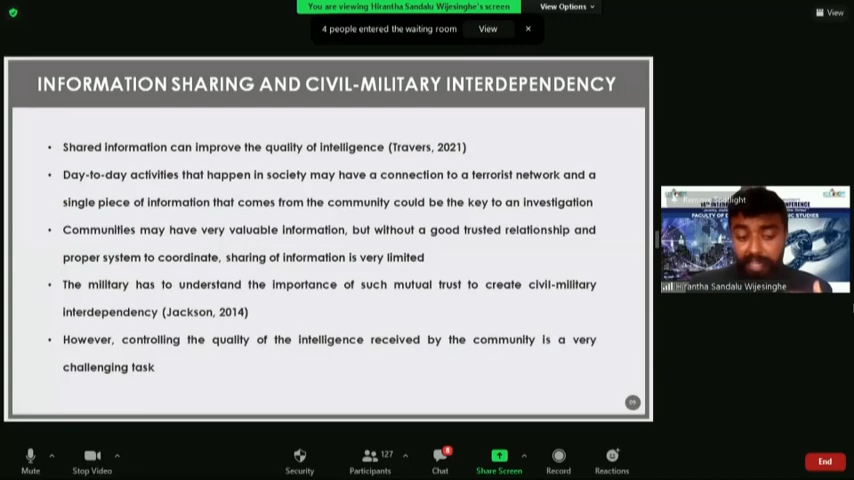 You are viewing Hirantha Sandalu Wijesinghe's screen
View Options
View
4 people entered the waiting room
View
INFORMATION SHARING AND CIVIL-MILITARY INTERDEPENDENCY
• Shared information can improve the quality of intelligence (Travers, 2021)
• Day-to-day activities that happen in society may have a connection to a terrorist network and a
single piece of information that comes from the community could be the key to an investigation
• Communities may have very valuable information, but without a good trusted relationship and
proper system to coordinate, sharing of information is very limited
• The military has to understand the importance of such mutual trust to create civil-military
interdependency (Jackson, 2014)
• However, controlling the quality of the intelligence received by the community is a very
challenging task
09
Remove Spotlight
Hirantha Sandalu Wijesinghe
Mute
Stop Video
Security
Participants
127
Chat
Share Screen
Record
Reactions
End